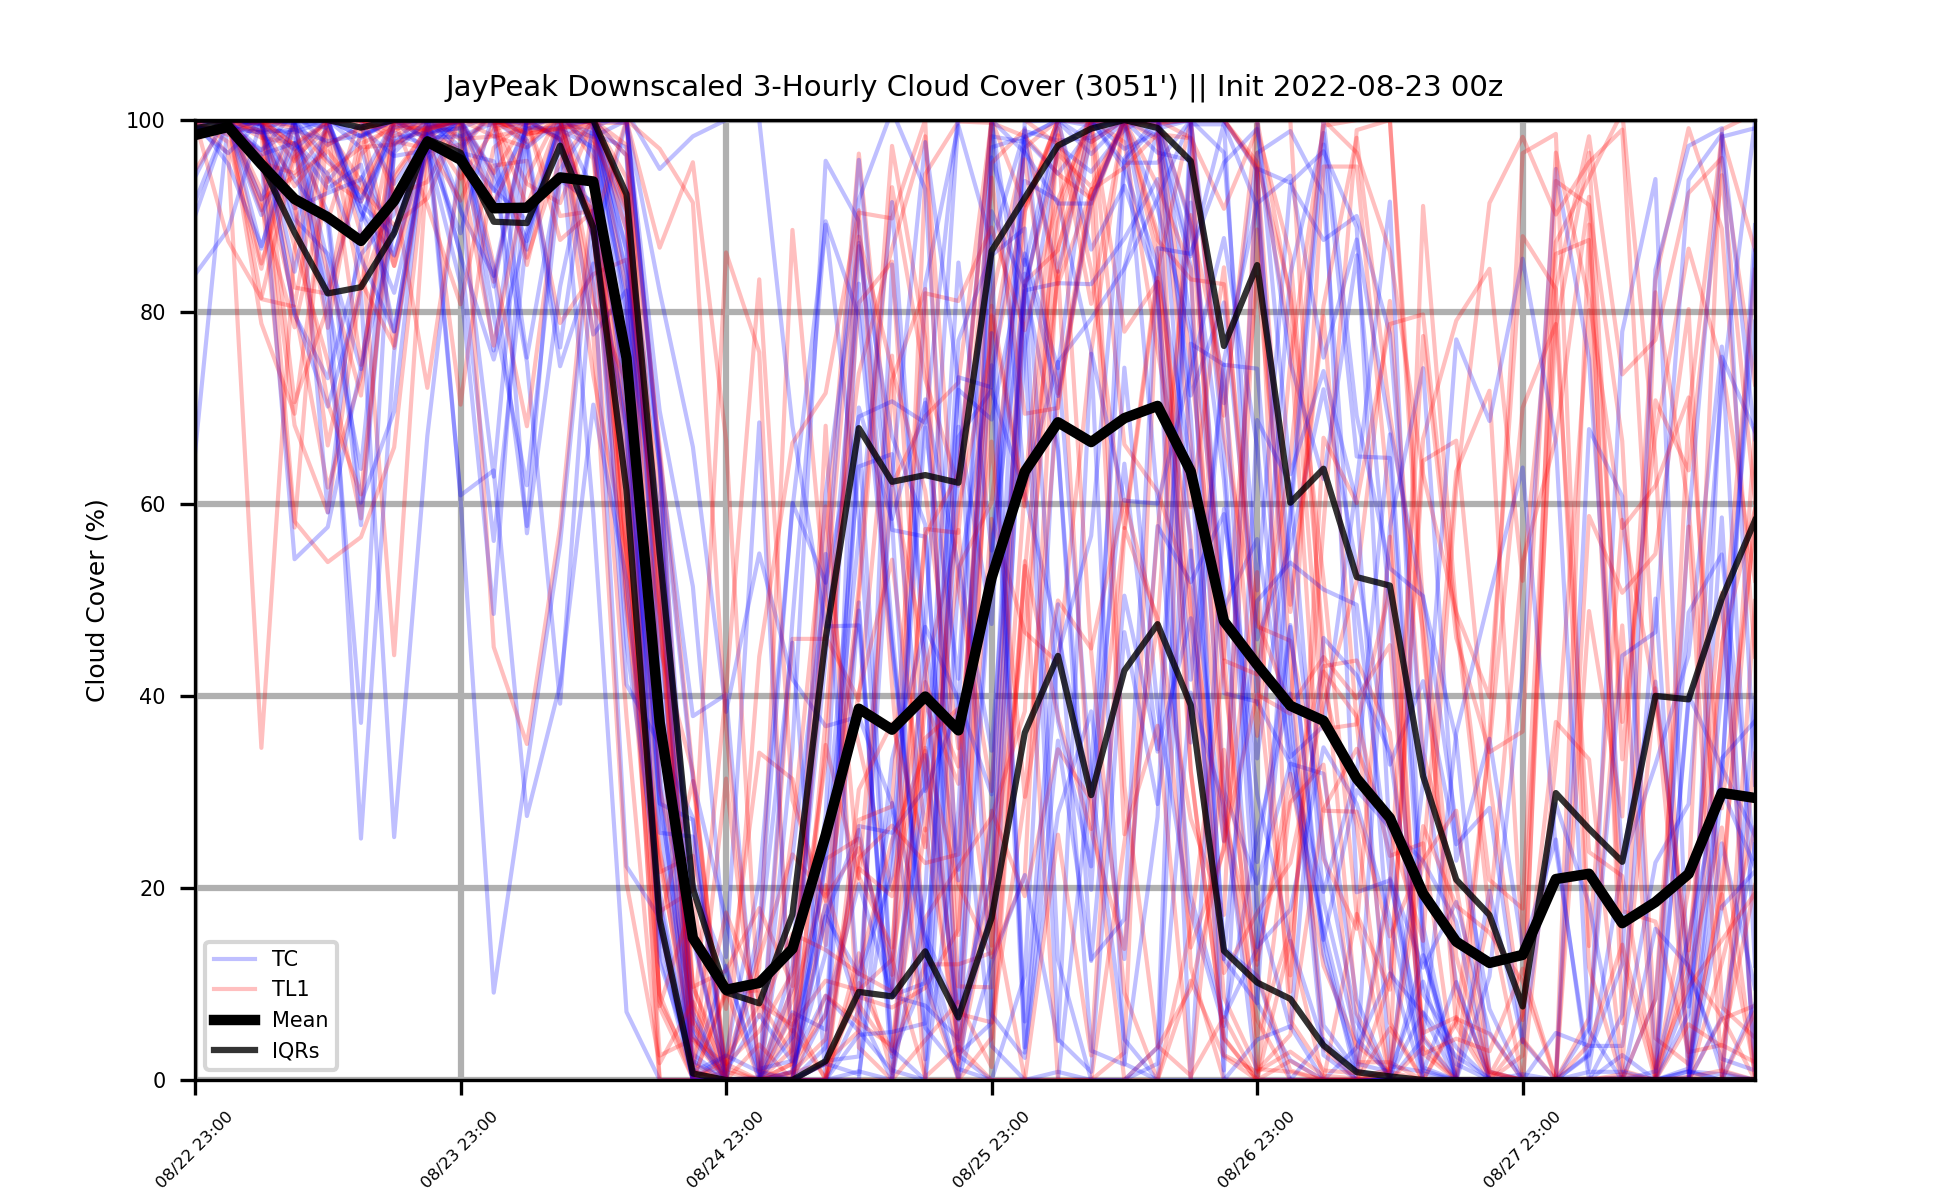 JayPeak Downscaled 3-Hourly Cloud Cover (3051') || Init 2022-08-23 00z
Cloud Cover (%)
100
80
60
40
20
0
TC
TL1
Mean
IQRs
08/22 23:00
08/23 23:00
08/24 23:00
08/25 23:00
08/26 23:00
08/27 23:00